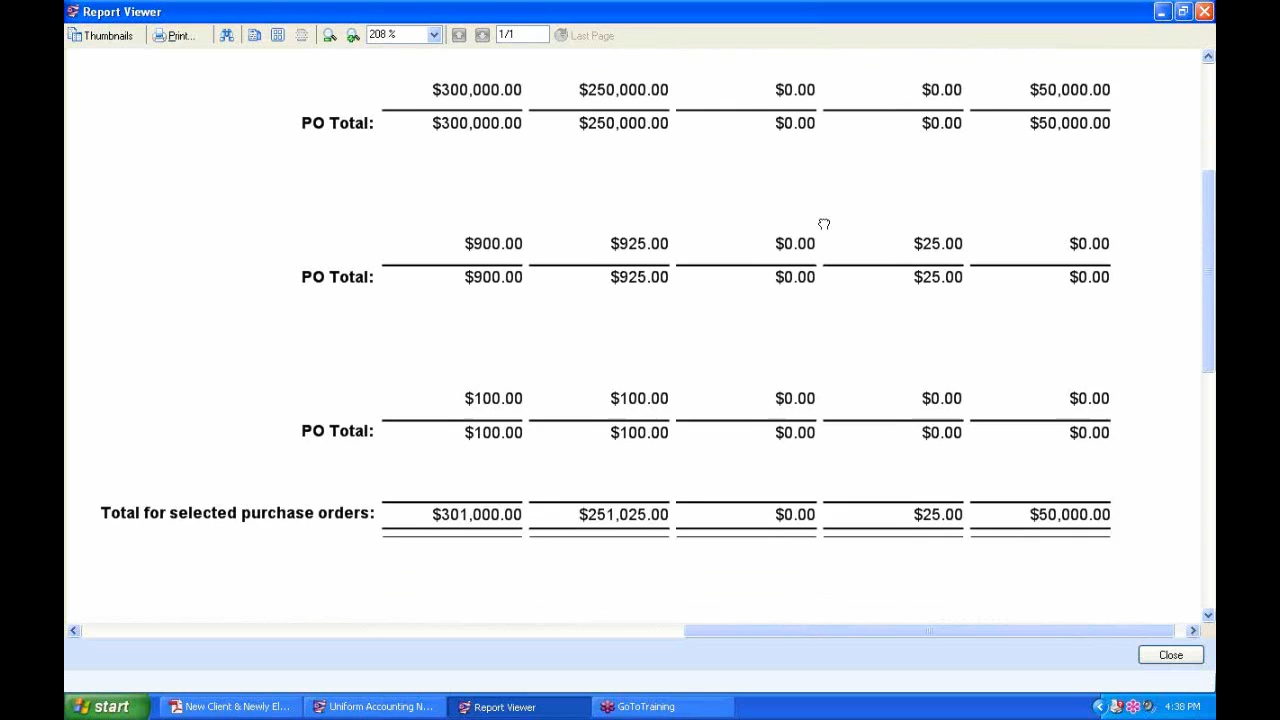 Report Viewer
Thumbnails Print... 208 % 1/1 Last Page
$300,000.00 $250,000.00 $0.00 $0.00 $50,000.00
PO Total: $300,000.00 $250,000.00 $0.00 $0.00 $50,000.00
$900.00 $925.00 $0.00 $25.00 $0.00
PO Total: $900.00 $925.00 $0.00 $25.00 $0.00
$100.00 $100.00 $0.00 $0.00 $0.00
PO Total: $100.00 $100.00 $0.00 $0.00 $0.00
Total for selected purchase orders: $301,000.00 $251,025.00 $0.00 $25.00 $50,000.00
Close
start New Client & Newly El... Uniform Accounting N... Report Viewer GoToTraining 4:38 PM